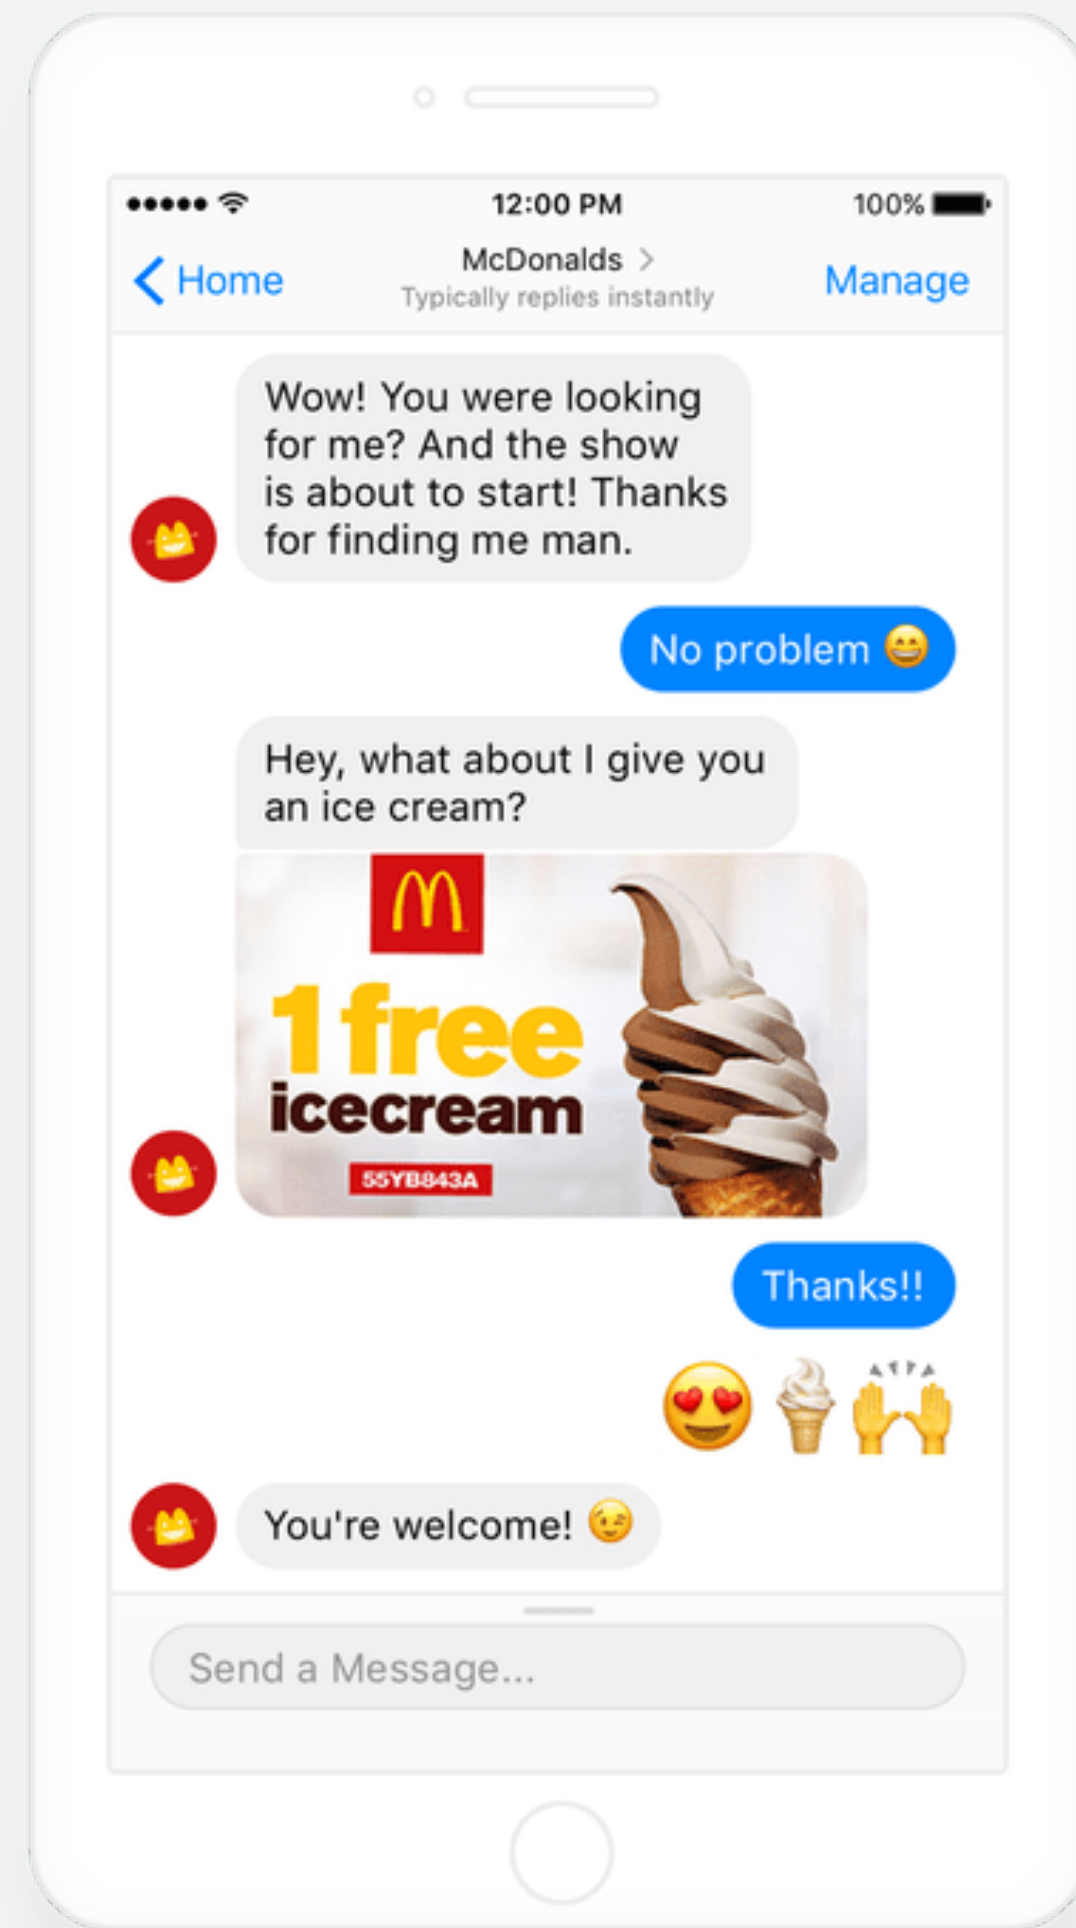 12:00 PM
100%
Home
McDonalds
Manage
Typically replies instantly
Wow! You were looking
for me? And the show
is about to start! Thanks
for finding me man.
No problem 😁
Hey, what about I give you
an ice cream?
M
1 free
icecream
55YB843A
Thanks!!
😍🍦🙌
You're welcome! 😉
Send a Message...